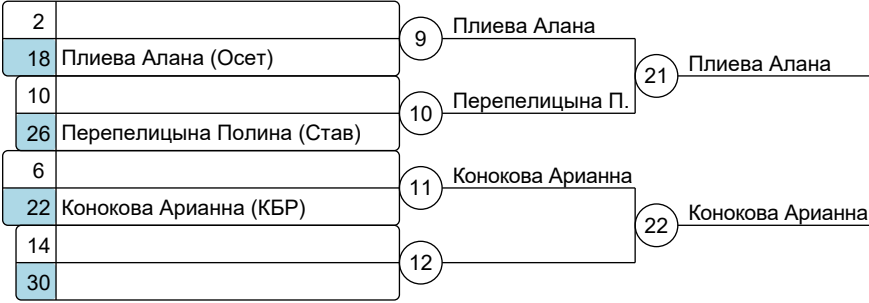 2
18 Плиева Алана (Осет)
10
26 Перепелицына Полина (Став)
6
22 Конокова Арианна (КБР)
14
30
9 Плиева Алана
10 Перепелицына П.
11 Конокова Арианна
12
21 Плиева Алана
22 Конокова Арианна